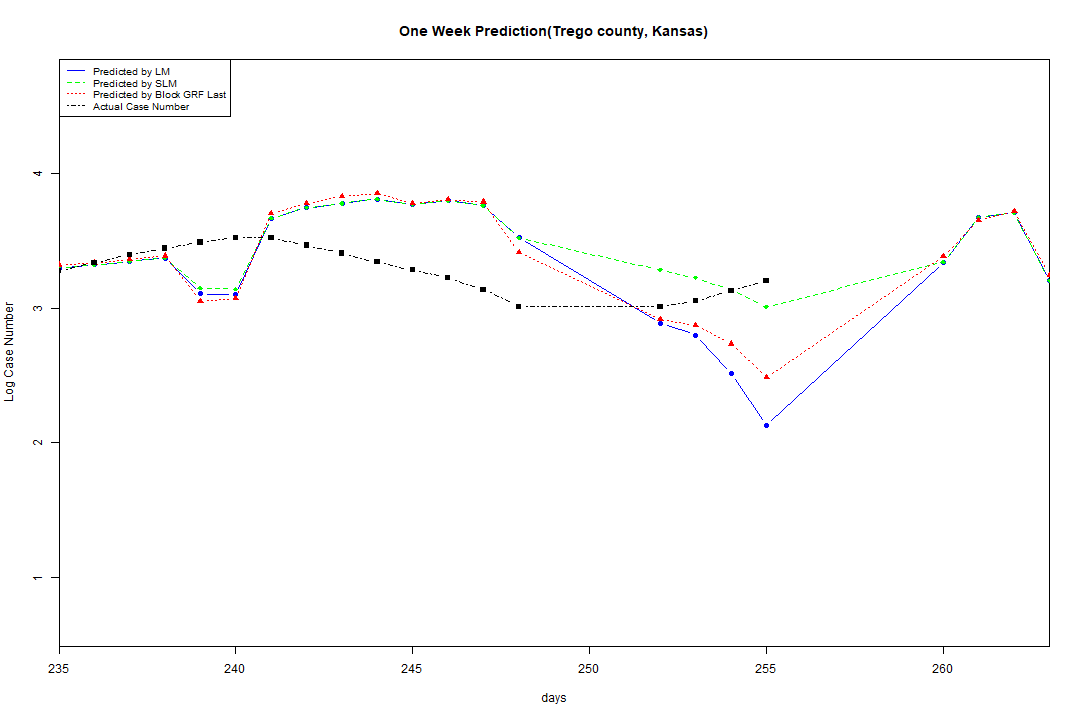 One Week Prediction(Trego county, Kansas)
Predicted by LM
Predicted by SLM
Predicted by Block GRF Last
Actual Case Number
4
3
2
1
Log Case Number
235 240 245 250 255 260
days